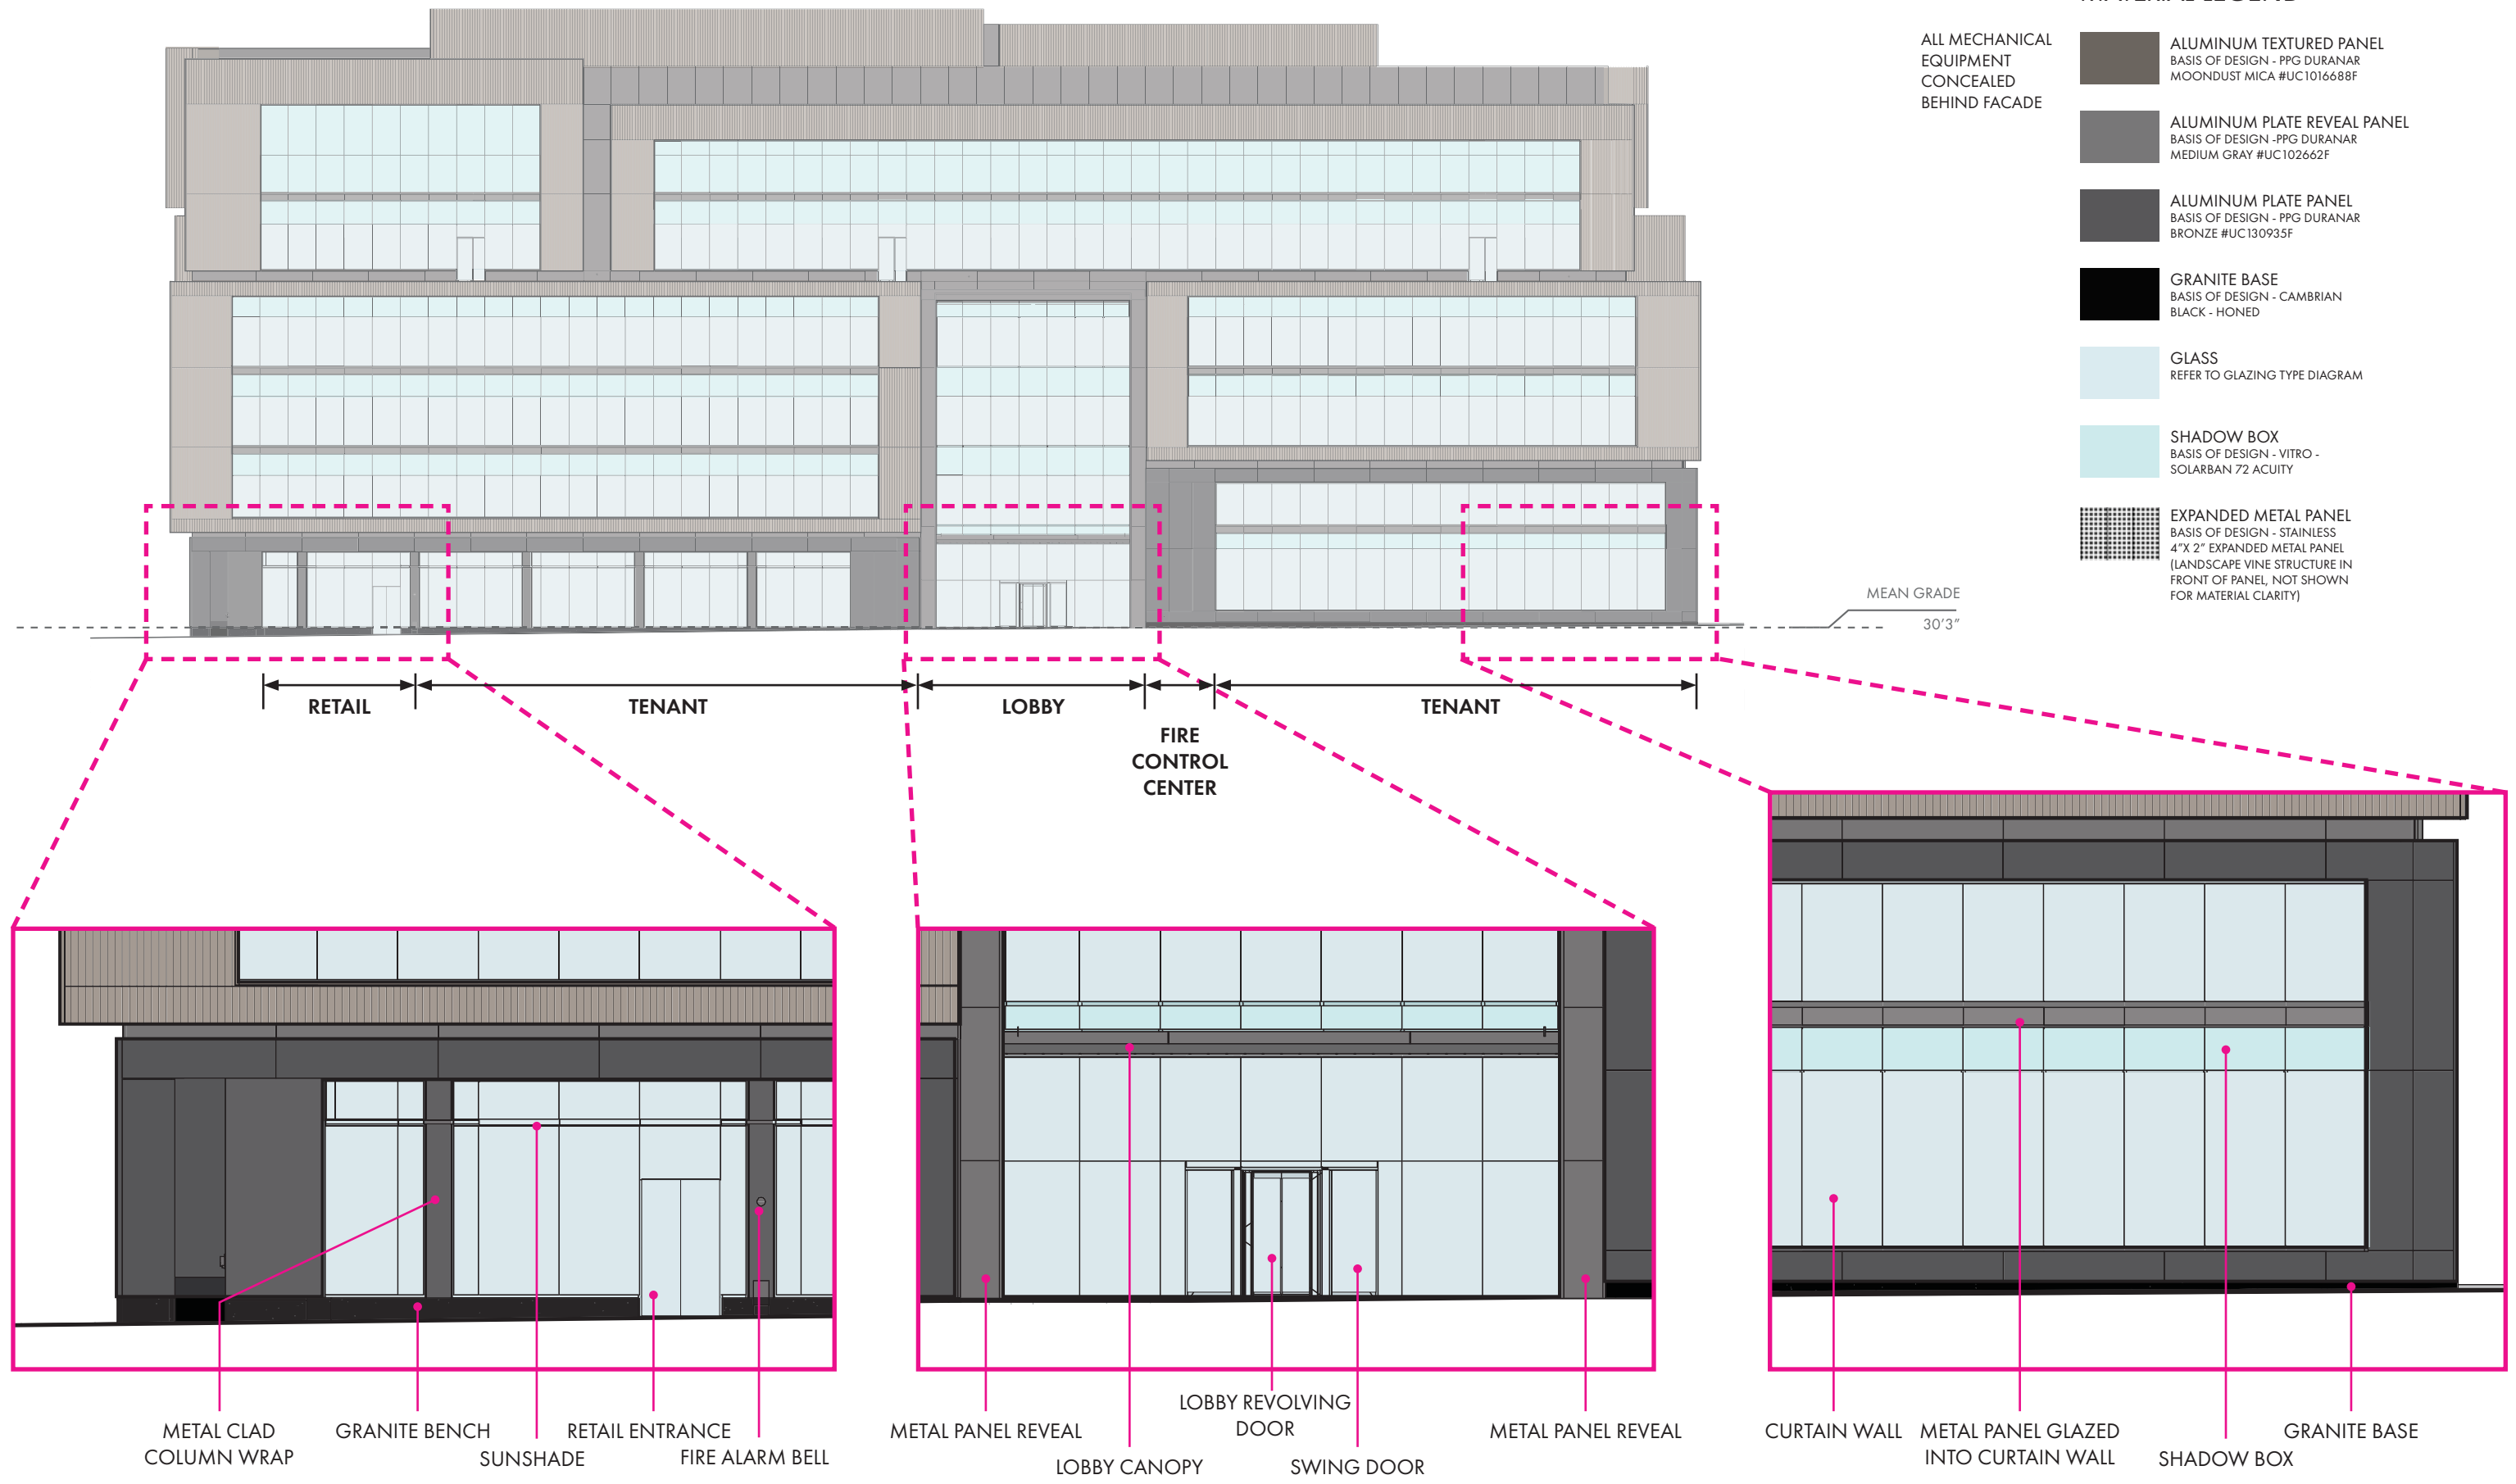 ALL MECHANICAL
EQUIPMENT
CONCEALED
BEHIND FACADE
MATERIAL LEGEND
ALUMINUM TEXTURED PANEL
BASIS OF DESIGN - PPG DURANAR
MOONDUST MICA #UC1016688F
ALUMINUM PLATE REVEAL PANEL
BASIS OF DESIGN -PPG DURANAR
MEDIUM GRAY #UC102662F
ALUMINUM PLATE PANEL
BASIS OF DESIGN - PPG DURANAR
BRONZE #UC130935F
GRANITE BASE
BASIS OF DESIGN - CAMBRIAN
BLACK - HONED
GLASS
REFER TO GLAZING TYPE DIAGRAM
SHADOW BOX
BASIS OF DESIGN - VITRO -
SOLARBAN 72 ACUITY
EXPANDED METAL PANEL
BASIS OF DESIGN - STAINLESS
4"X 2" EXPANDED METAL PANEL
(LANDSCAPE VINE STRUCTURE IN
FRONT OF PANEL, NOT SHOWN
FOR MATERIAL CLARITY)
MEAN GRADE
30'3"
RETAIL
TENANT
LOBBY
FIRE
CONTROL
CENTER
TENANT
METAL CLAD
COLUMN WRAP
GRANITE BENCH
SUNSHADE
RETAIL ENTRANCE
FIRE ALARM BELL
METAL PANEL REVEAL
LOBBY CANOPY
LOBBY REVOLVING
DOOR
SWING DOOR
METAL PANEL REVEAL
CURTAIN WALL
METAL PANEL GLAZED
INTO CURTAIN WALL
SHADOW BOX
GRANITE BASE